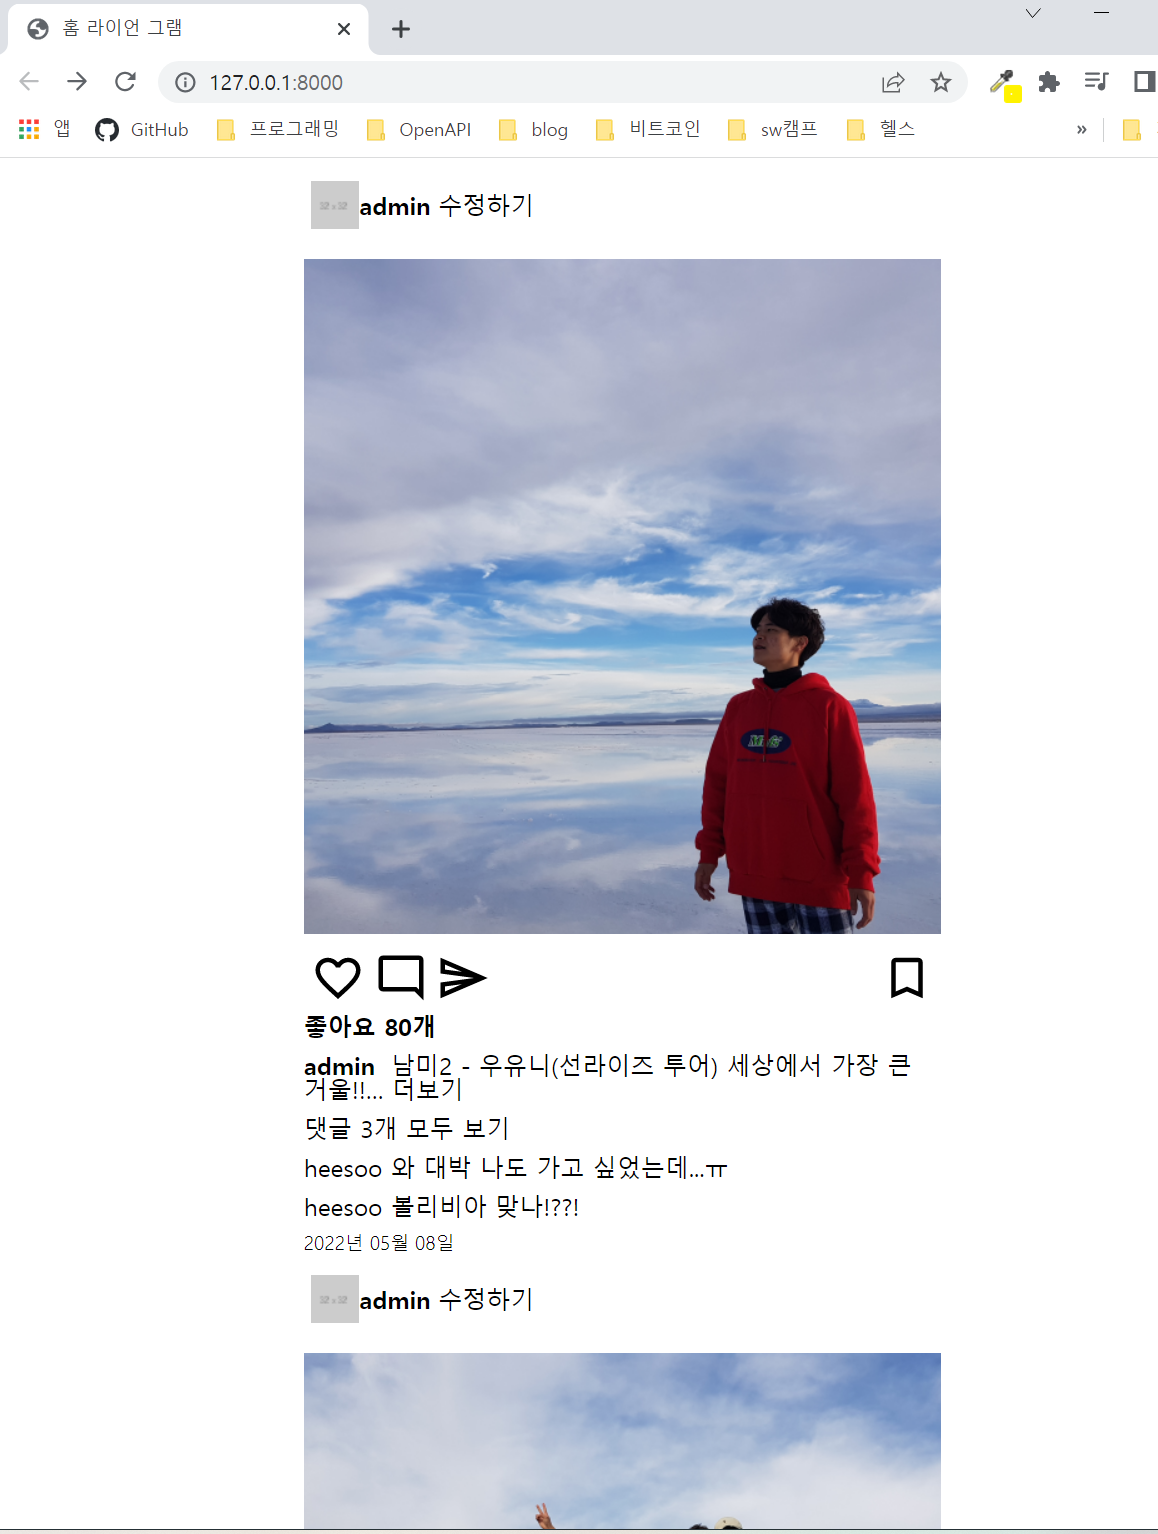 홈 라이언 그램
127.0.0.1:8000
앱 GitHub 프로그래밍 OpenAPI blog 비트코인 sw캠프 헬스 »
admin 수정하기
좋아요 80개
admin 남미2 - 우유니(선라이즈 투어) 세상에서 가장 큰
거울!!... 더보기
댓글 3개 모두 보기
heesoo 와 대박 나도 가고 싶었는데...ㅠ
heesoo 볼리비아 맞나!??!
2022년 05월 08일
admin 수정하기